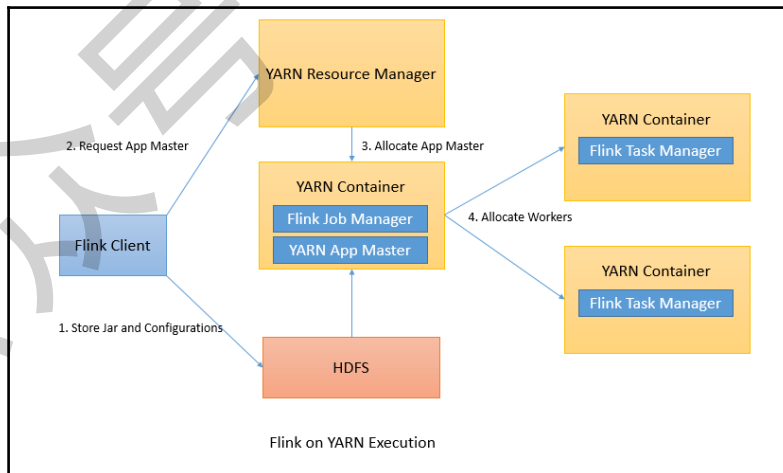 YARN Resource Manager
2. Request App Master
3. Allocate App Master
YARN Container
Flink Job Manager
YARN App Master
YARN Container
Flink Task Manager
4. Allocate Workers
YARN Container
Flink Task Manager
Flink Client
1. Store Jar and Configurations
HDFS
Flink on YARN Execution
众号